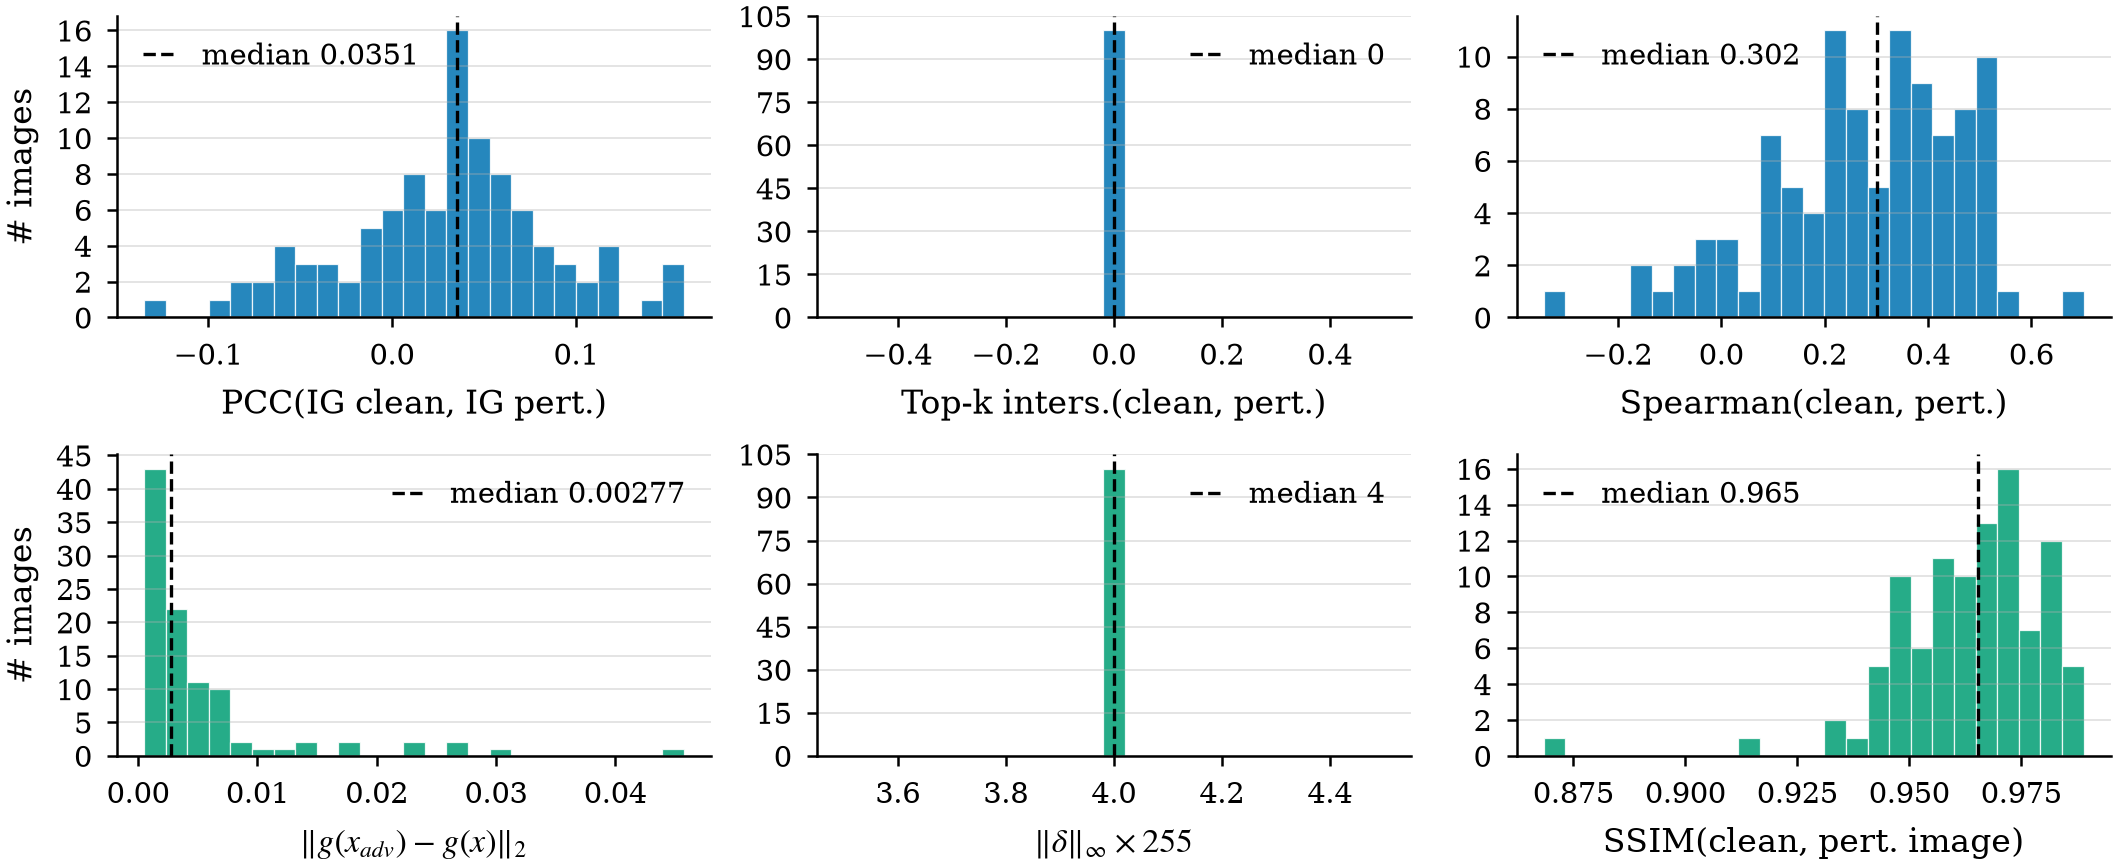 # images
16
14
12
10
8
6
4
2
0
median 0.0351
−0.1 0.0 0.1
PCC(IG clean, IG pert.)
105
90
75
60
45
30
15
0
median 0
−0.4 −0.2 0.0 0.2 0.4
Top-k inters.(clean, pert.)
10
8
6
4
2
0
median 0.302
−0.2 0.0 0.2 0.4 0.6
Spearman(clean, pert.)
# images
45
40
35
30
25
20
15
10
5
0
median 0.00277
0.00 0.01 0.02 0.03 0.04
‖g(x_adv) − g(x)‖₂
105
90
75
60
45
30
15
0
median 4
3.6 3.8 4.0 4.2 4.4
‖δ‖∞ × 255
16
14
12
10
8
6
4
2
0
median 0.965
0.875 0.900 0.925 0.950 0.975
SSIM(clean, pert. image)